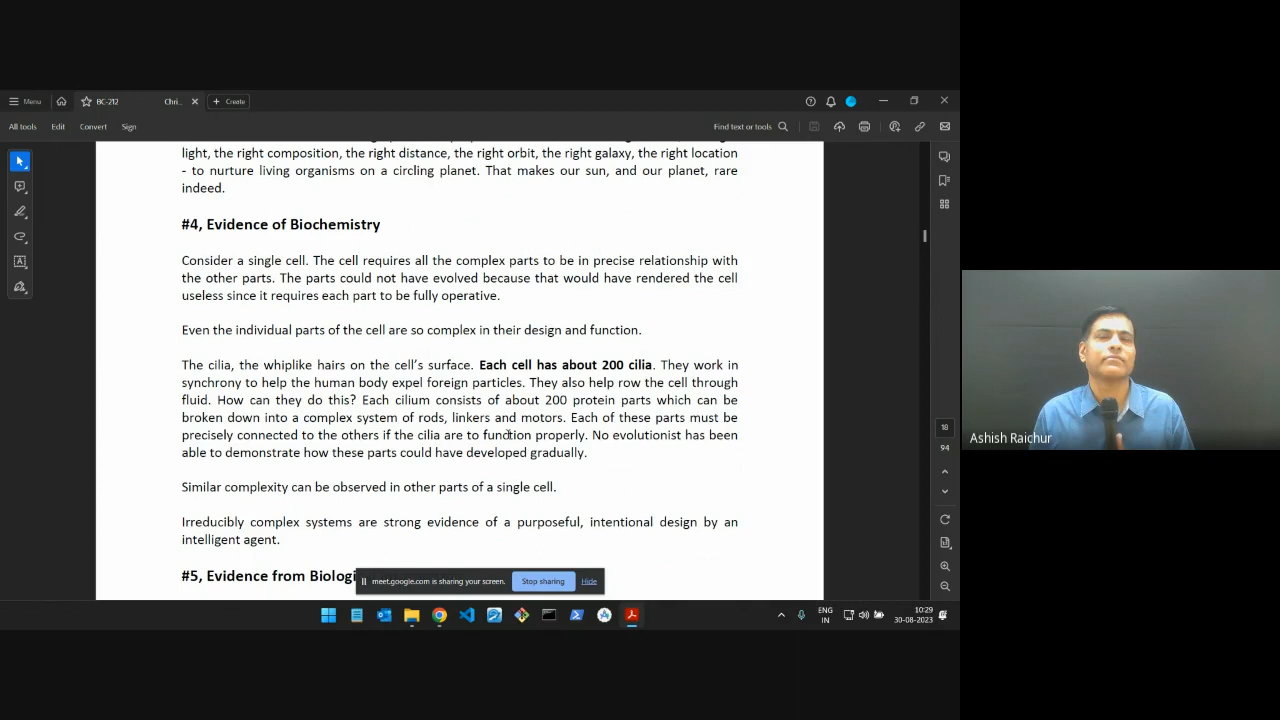 Menu
BC-212 Chri...
Create
All tools Edit Convert Sign
Find text or tools
light, the right composition, the right distance, the right orbit, the right galaxy, the right location
- to nurture living organisms on a circling planet. That makes our sun, and our planet, rare
indeed.
#4, Evidence of Biochemistry
Consider a single cell. The cell requires all the complex parts to be in precise relationship with
the other parts. The parts could not have evolved because that would have rendered the cell
useless since it requires each part to be fully operative.
Even the individual parts of the cell are so complex in their design and function.
The cilia, the whiplike hairs on the cell's surface. Each cell has about 200 cilia. They work in
synchrony to help the human body expel foreign particles. They also help row the cell through
fluid. How can they do this? Each cilium consists of about 200 protein parts which can be
broken down into a complex system of rods, linkers and motors. Each of these parts must be
precisely connected to the others if the cilia are to function properly. No evolutionist has been
able to demonstrate how these parts could have developed gradually.
Similar complexity can be observed in other parts of a single cell.
Irreducibly complex systems are strong evidence of a purposeful, intentional design by an
intelligent agent.
#5, Evidence from Biologi
18
94
meet.google.com is sharing your screen. Stop sharing Hide
ENG
IN
10:29
30-08-2023
Ashish Raichur